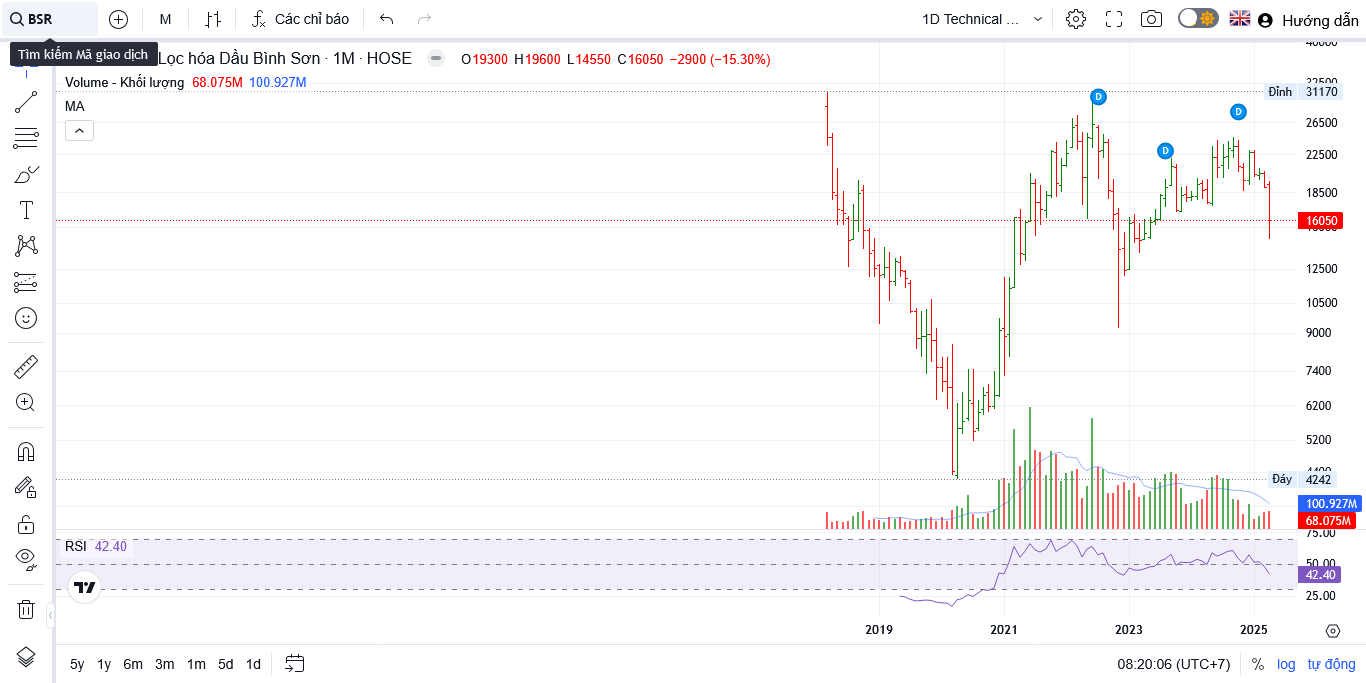 BSR
M
Các chỉ báo
1D Technical ...
Hướng dẫn
Tìm kiếm Mã giao dịch
Lọc hóa Dầu Bình Sơn · 1M · HOSE
O19300 H19600 L14550 C16050 −2900 (−15.30%)
Volume - Khối lượng 68.075M 100.927M
MA
D
D
D
40000
32500
Đỉnh 31170
26500
22500
18500
16050
15000
12500
10500
9000
7400
6200
5200
4400
Đáy 4242
100.927M
68.075M
75.00
RSI 42.40
50.00
42.40
25.00
2019 2021 2023 2025
5y 1y 6m 3m 1m 5d 1d
08:20:06 (UTC+7) % log tự động